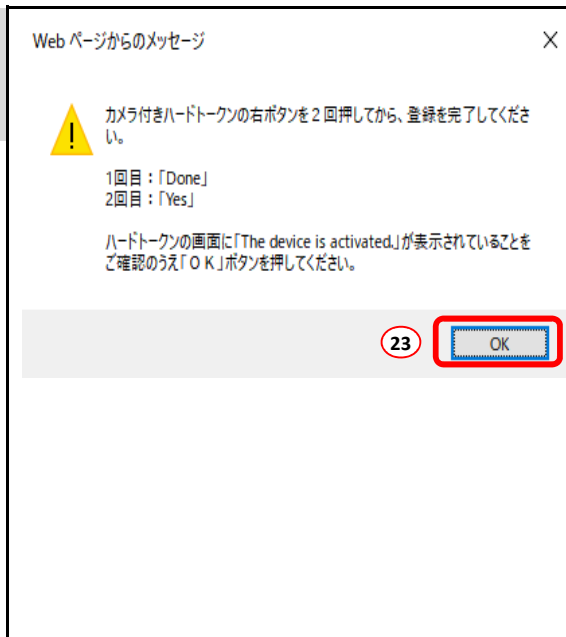 Web ページからのメッセージ
カメラ付きハードトークンの右ボタンを２回押してから、登録を完了してくださ
い。
1回目：「Done」
2回目：「Yes」
ハードトークンの画面に「The device is activated.」が表示されていることを
ご確認のうえ「ＯＫ」ボタンを押してください。
23
OK